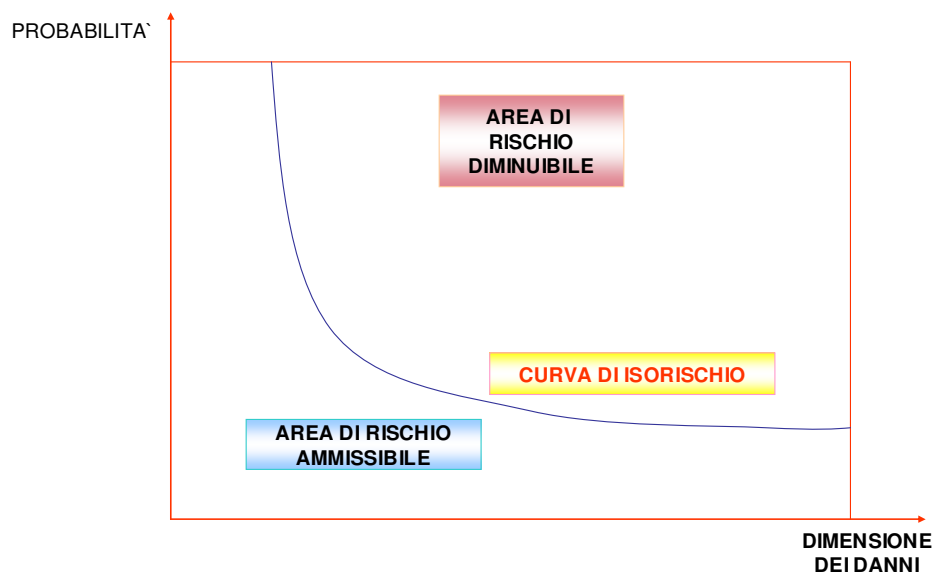 PROBABILITA`
AREA DI
RISCHIO
DIMINUIBILE
CURVA DI ISORISCHIO
AREA DI RISCHIO
AMMISSIBILE
DIMENSIONE
DEI DANNI